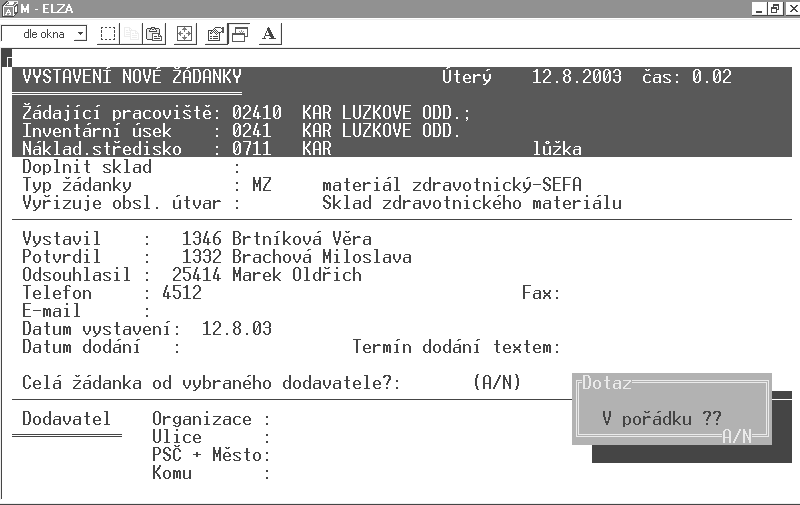 M - ELZA
dle okna
A
VYSTAVENÍ NOVÉ ŽÁDANKY Úterý 12.8.2003 čas: 0.02
Žádající pracoviště: 02410 KAR LUZKOVE ODD.;
Inventární úsek : 0241 KAR LUZKOVE ODD.
Náklad.středisko : 0711 KAR lůžka
Doplnit sklad :
Typ žádanky : MZ materiál zdravotnický-SEFA
Vyřizuje obsl. útvar : Sklad zdravotnického materiálu
Vystavil : 1346 Brtníková Věra
Potvrdil : 1332 Brachová Miloslava
Odsouhlasil : 25414 Marek Oldřich
Telefon : 4512 Fax:
E-mail :
Datum vystavení: 12.8.03
Datum dodání : Termín dodání textem:
Celá žádanka od vybraného dodavatele?: (A/N)
Dotaz
V pořádku ??
A/N
Dodavatel Organizace :
Ulice :
PSČ + Město:
Komu :